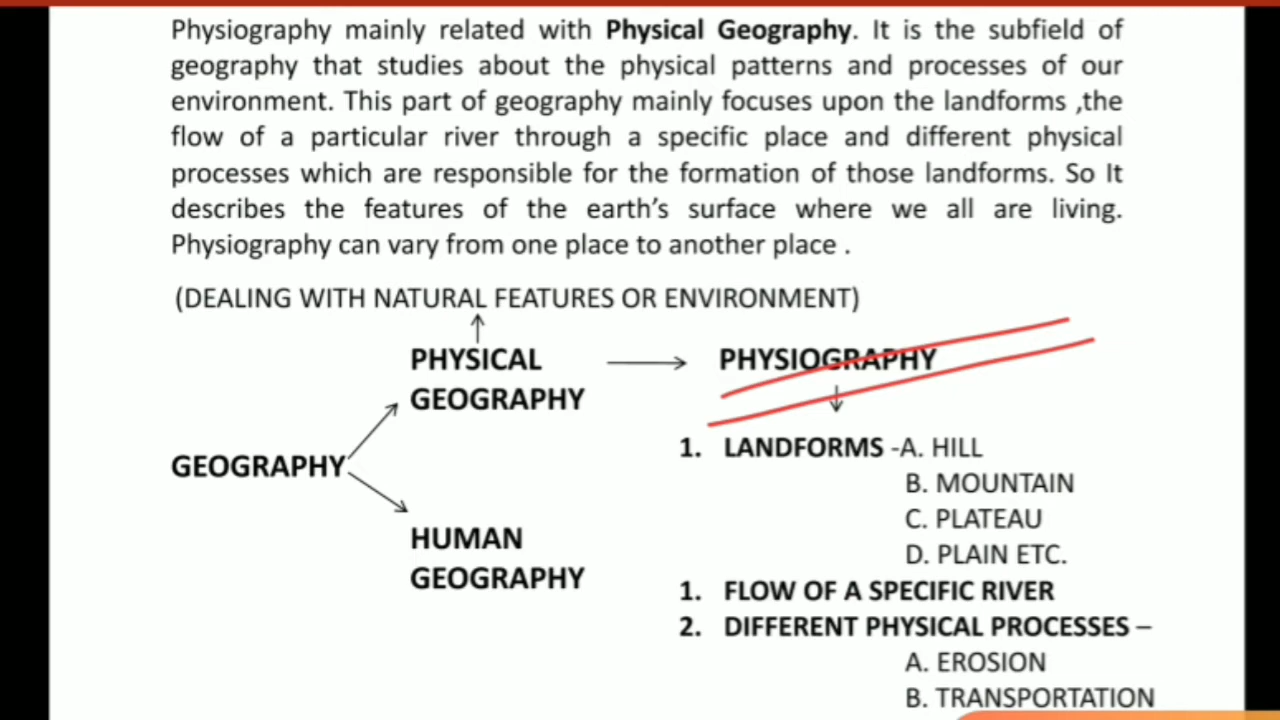 Physiography mainly related with Physical Geography. It is the subfield of
geography that studies about the physical patterns and processes of our
environment. This part of geography mainly focuses upon the landforms ,the
flow of a particular river through a specific place and different physical
processes which are responsible for the formation of those landforms. So It
describes the features of the earth's surface where we all are living.
Physiography can vary from one place to another place .
(DEALING WITH NATURAL FEATURES OR ENVIRONMENT)
PHYSICAL
GEOGRAPHY
PHYSIOGRAPHY
GEOGRAPHY
HUMAN
GEOGRAPHY
1. LANDFORMS -A. HILL
B. MOUNTAIN
C. PLATEAU
D. PLAIN ETC.
1. FLOW OF A SPECIFIC RIVER
2. DIFFERENT PHYSICAL PROCESSES –
A. EROSION
B. TRANSPORTATION